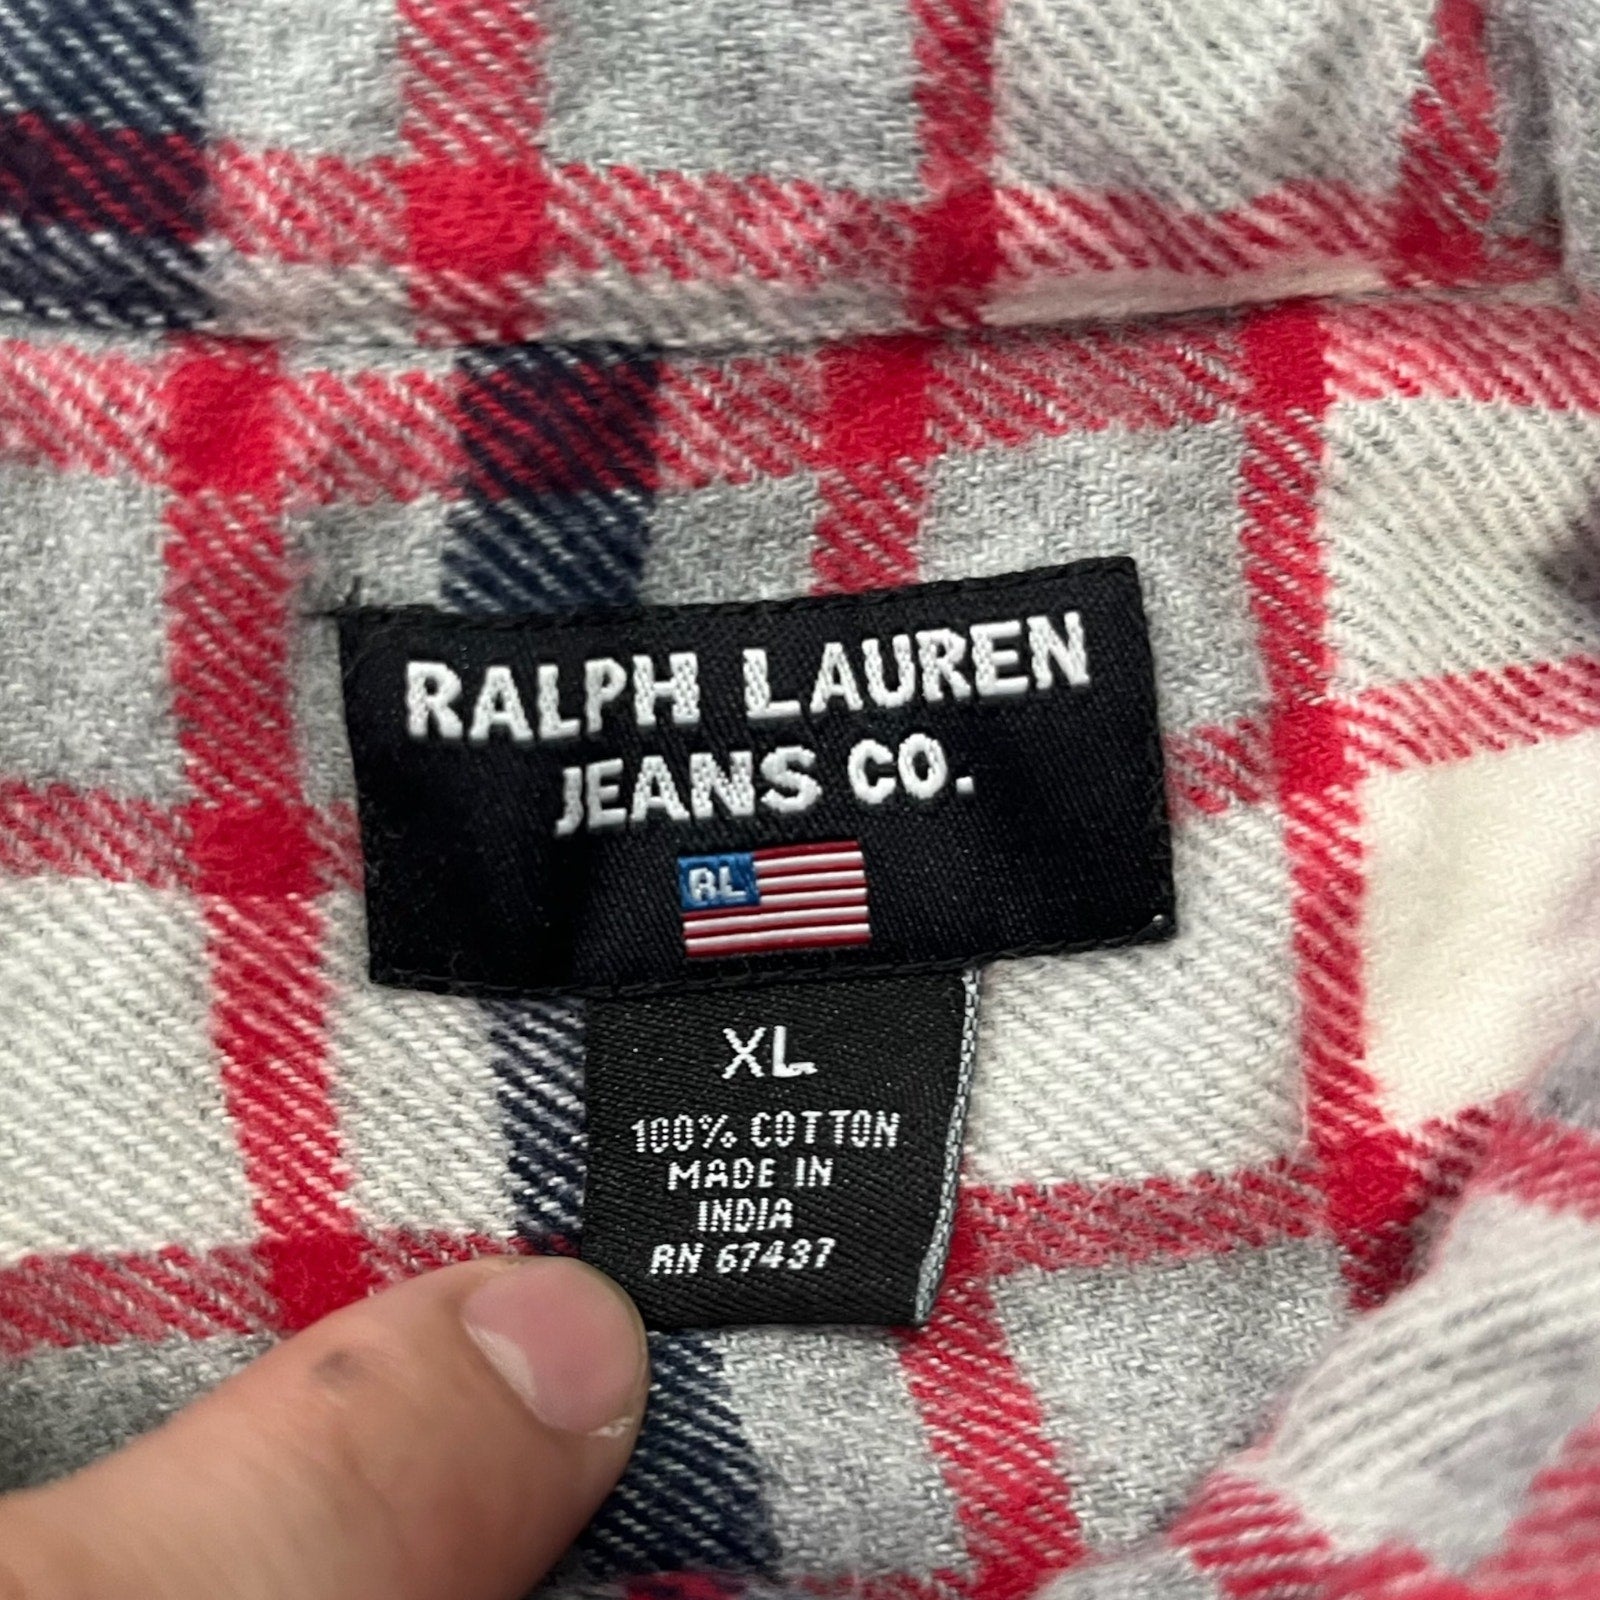 RALPH LAUREN
JEANS CO.
RL
XL
100% COTTON
MADE IN
INDIA
RN 67437